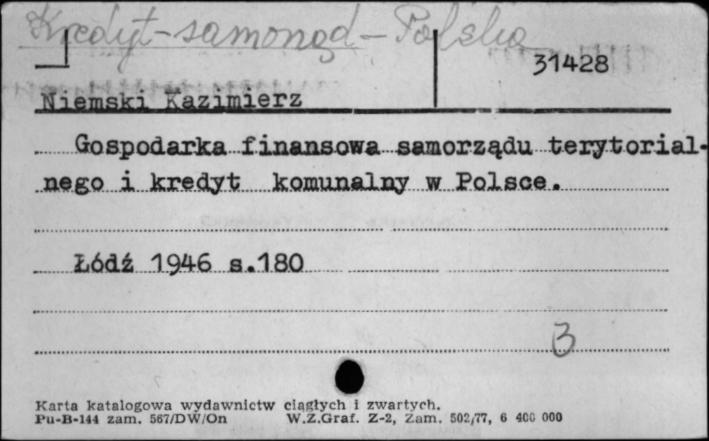 Kredyt-samorząd-Polska
31428
Niemski Kazimierz
Gospodarka finansowa samorządu terytorial-
nego i kredyt komunalny w Polsce.
Łódź 1946 s.180
B
Karta katalogowa wydawnictw ciągłych i zwartych.
Pu-B-144 zam. 567/DW/On W.Z.Graf. Z-2, Zam. 502/77, 6 400 000